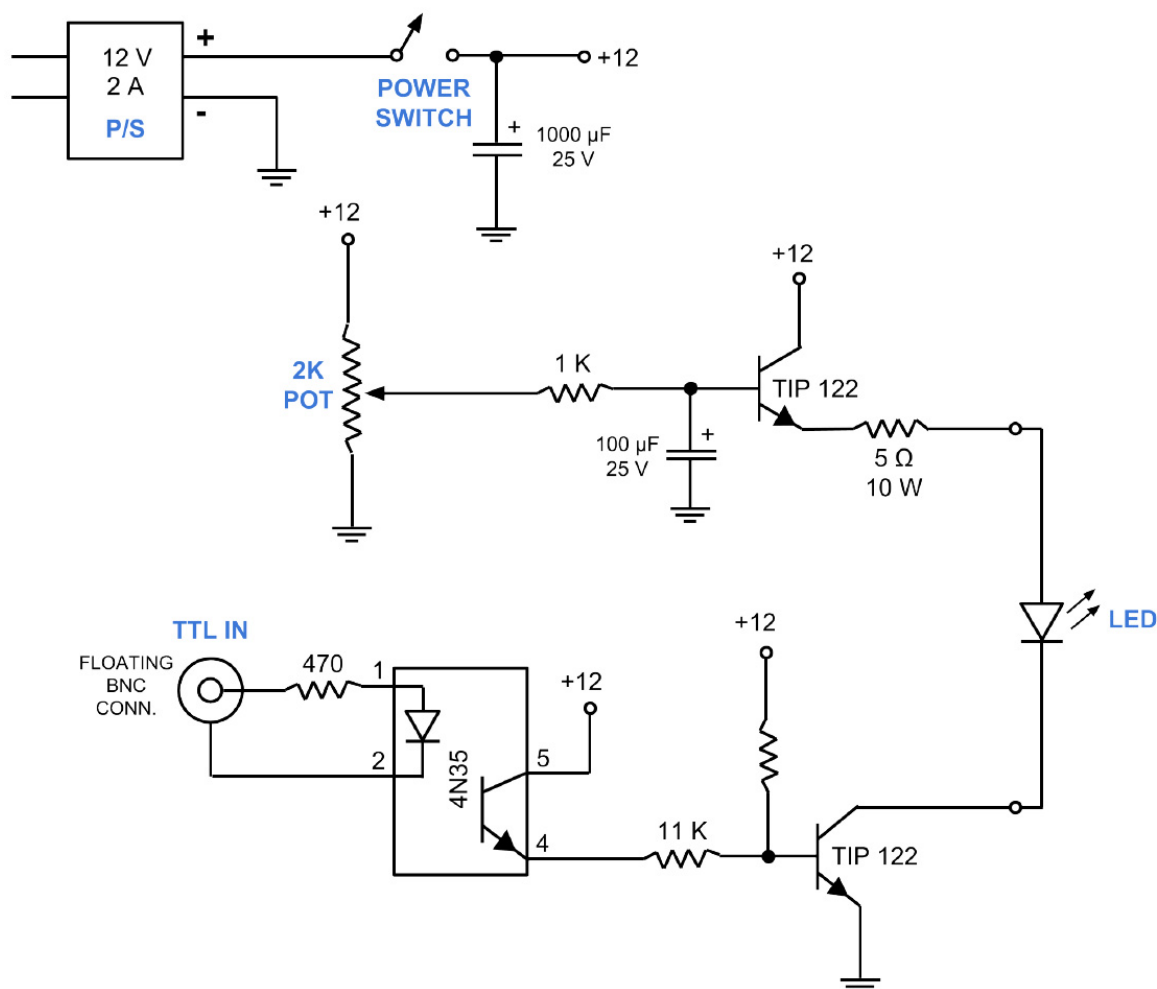 +
12 V
2 A
P/S
-
POWER
SWITCH
+12
+
1000 µF
25 V
+12
+12
2K
POT
1 K
TIP 122
+
100 µF
25 V
5 Ω
10 W
TTL IN
FLOATING
BNC
CONN.
470
1
2
4N35
5
4
+12
+12
LED
11 K
TIP 122